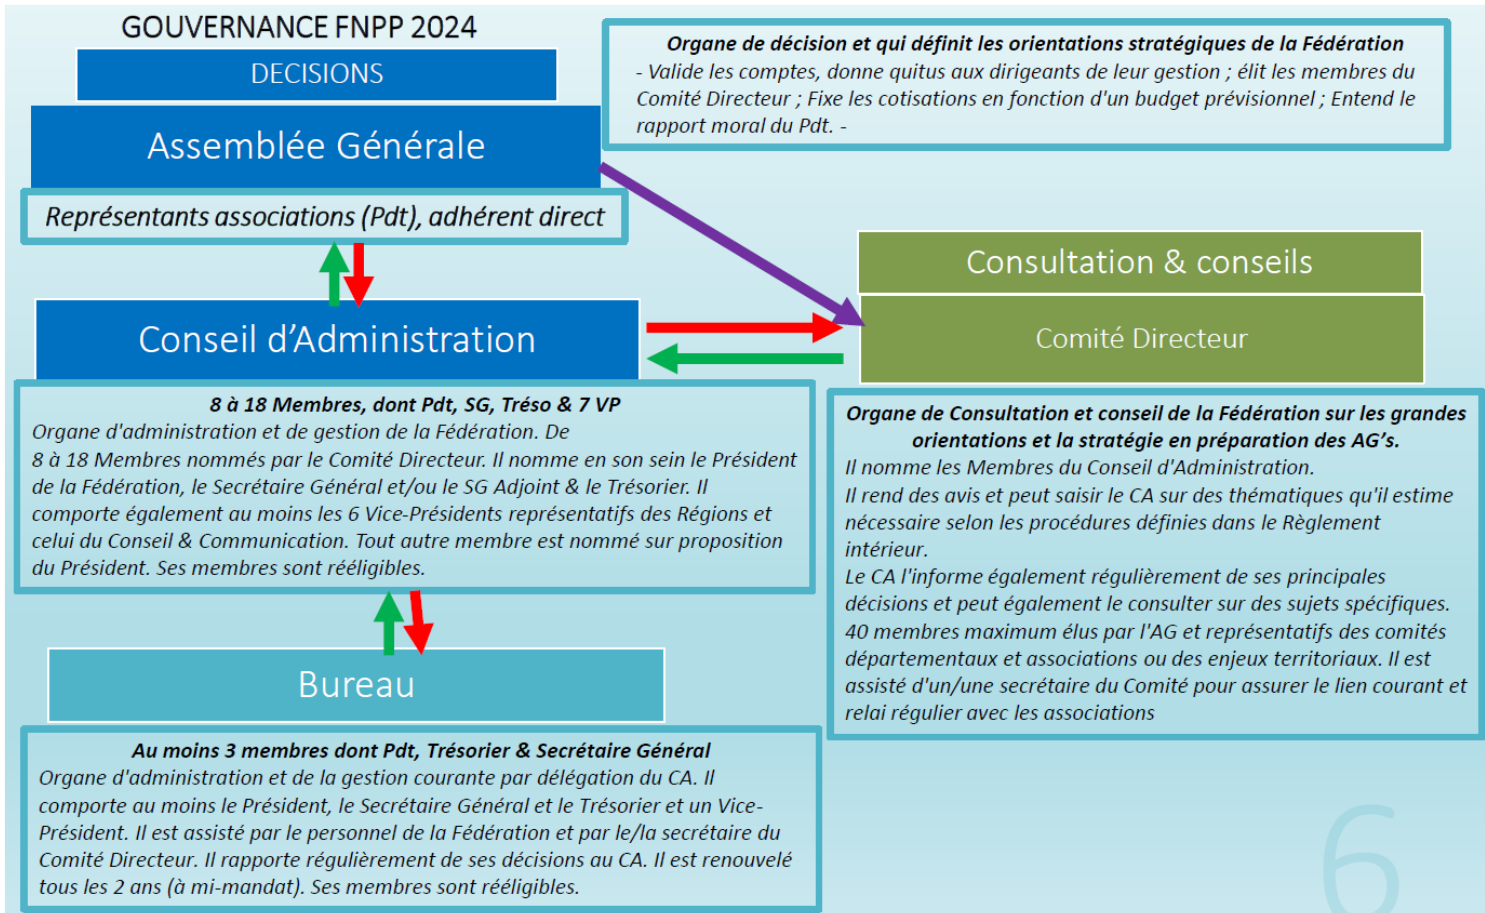 GOUVERNANCE FNPP 2024
DECISIONS
Assemblée Générale
Représentants associations (Pdt), adhérent direct
Organe de décision et qui définit les orientations stratégiques de la Fédération
- Valide les comptes, donne quitus aux dirigeants de leur gestion ; élit les membres du
Comité Directeur ; Fixe les cotisations en fonction d'un budget prévisionnel ; Entend le
rapport moral du Pdt. -
Conseil d'Administration
8 à 18 Membres, dont Pdt, SG, Tréso & 7 VP
Organe d'administration et de gestion de la Fédération. De
8 à 18 Membres nommés par le Comité Directeur. Il nomme en son sein le Président
de la Fédération, le Secrétaire Général et/ou le SG Adjoint & le Trésorier. Il
comporte également au moins les 6 Vice-Présidents représentatifs des Régions et
celui du Conseil & Communication. Tout autre membre est nommé sur proposition
du Président. Ses membres sont rééligibles.
Consultation & conseils
Comité Directeur
Organe de Consultation et conseil de la Fédération sur les grandes
orientations et la stratégie en préparation des AG's.
Il nomme les Membres du Conseil d'Administration.
Il rend des avis et peut saisir le CA sur des thématiques qu'il estime
nécessaire selon les procédures définies dans le Règlement
intérieur.
Le CA l'informe également régulièrement de ses principales
décisions et peut également le consulter sur des sujets spécifiques.
40 membres maximum élus par l'AG et représentatifs des comités
départementaux et associations ou des enjeux territoriaux. Il est
assisté d'un/une secrétaire du Comité pour assurer le lien courant et
relai régulier avec les associations
Bureau
Au moins 3 membres dont Pdt, Trésorier & Secrétaire Général
Organe d'administration et de la gestion courante par délégation du CA. Il
comporte au moins le Président, le Secrétaire Général et le Trésorier et un Vice-
Président. Il est assisté par le personnel de la Fédération et par le/la secrétaire du
Comité Directeur. Il rapporte régulièrement de ses décisions au CA. Il est renouvelé
tous les 2 ans (à mi-mandat). Ses membres sont rééligibles.
6